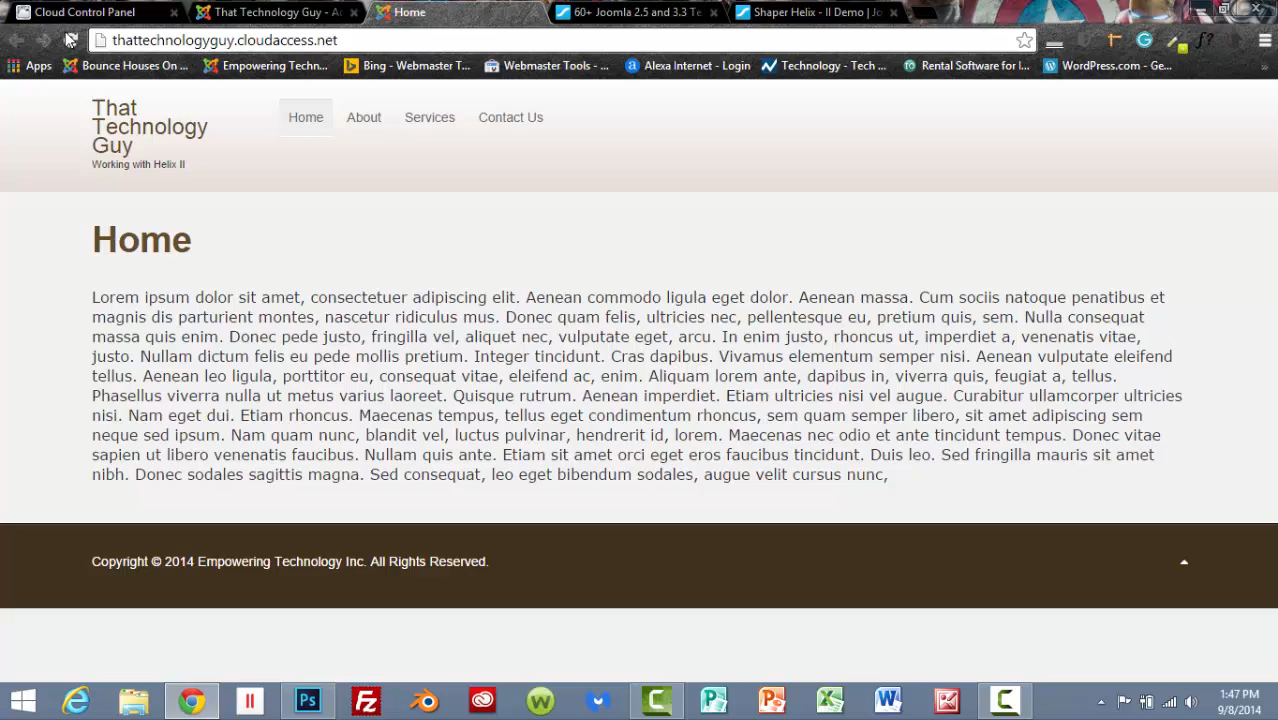 Cloud Control Panel
That Technology Guy - Ac
Home
60+ Joomla 2.5 and 3.3 Te
Shaper Helix - II Demo | Jo
thattechnologyguy.cloudaccess.net
Apps
Bounce Houses On ...
Empowering Techn...
Bing - Webmaster T...
Webmaster Tools - ...
Alexa Internet - Login
Technology - Tech ...
Rental Software for I...
WordPress.com - Ge...
That
Technology
Guy
Working with Helix II
Home
About
Services
Contact Us
Home
Lorem ipsum dolor sit amet, consectetuer adipiscing elit. Aenean commodo ligula eget dolor. Aenean massa. Cum sociis natoque penatibus et
magnis dis parturient montes, nascetur ridiculus mus. Donec quam felis, ultricies nec, pellentesque eu, pretium quis, sem. Nulla consequat
massa quis enim. Donec pede justo, fringilla vel, aliquet nec, vulputate eget, arcu. In enim justo, rhoncus ut, imperdiet a, venenatis vitae,
justo. Nullam dictum felis eu pede mollis pretium. Integer tincidunt. Cras dapibus. Vivamus elementum semper nisi. Aenean vulputate eleifend
tellus. Aenean leo ligula, porttitor eu, consequat vitae, eleifend ac, enim. Aliquam lorem ante, dapibus in, viverra quis, feugiat a, tellus.
Phasellus viverra nulla ut metus varius laoreet. Quisque rutrum. Aenean imperdiet. Etiam ultricies nisi vel augue. Curabitur ullamcorper ultricies
nisi. Nam eget dui. Etiam rhoncus. Maecenas tempus, tellus eget condimentum rhoncus, sem quam semper libero, sit amet adipiscing sem
neque sed ipsum. Nam quam nunc, blandit vel, luctus pulvinar, hendrerit id, lorem. Maecenas nec odio et ante tincidunt tempus. Donec vitae
sapien ut libero venenatis faucibus. Nullam quis ante. Etiam sit amet orci eget eros faucibus tincidunt. Duis leo. Sed fringilla mauris sit amet
nibh. Donec sodales sagittis magna. Sed consequat, leo eget bibendum sodales, augue velit cursus nunc,
Copyright © 2014 Empowering Technology Inc. All Rights Reserved.
1:47 PM
9/8/2014